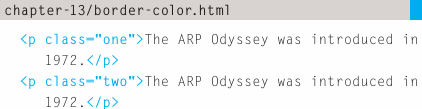 chapter-13/border-color.html
<p class="one">The ARP Odyssey was introduced in
1972.</p>
<p class="two">The ARP Odyssey was introduced in
1972.</p>